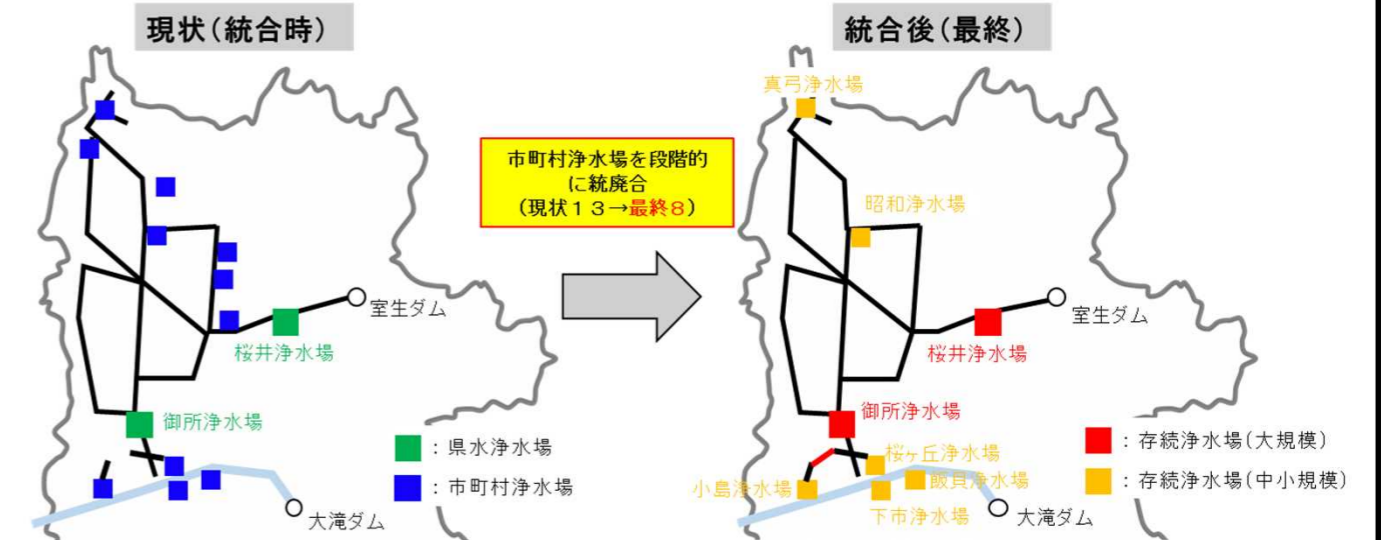 現状(統合時)
統合後(最終)
市町村浄水場を段階的
に統廃合
(現状13→最終8)
室生ダム
桜井浄水場
御所浄水場
：県水浄水場
：市町村浄水場
大滝ダム
真弓浄水場
昭和浄水場
室生ダム
桜井浄水場
御所浄水場
桜ヶ丘浄水場
小島浄水場
飯貝浄水場
下市浄水場
大滝ダム
：存続浄水場(大規模)
：存続浄水場(中小規模)